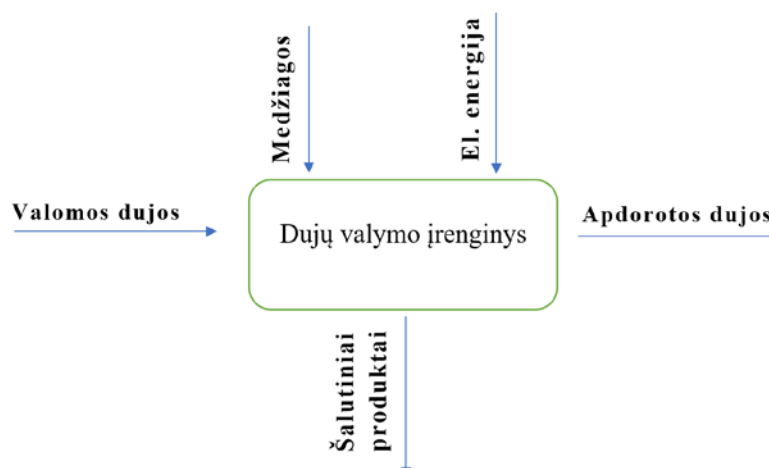 Medžiagos
El. energija
Valomos dujos
Dujų valymo įrenginys
Apdorotos dujos
Šalutiniai
produktai